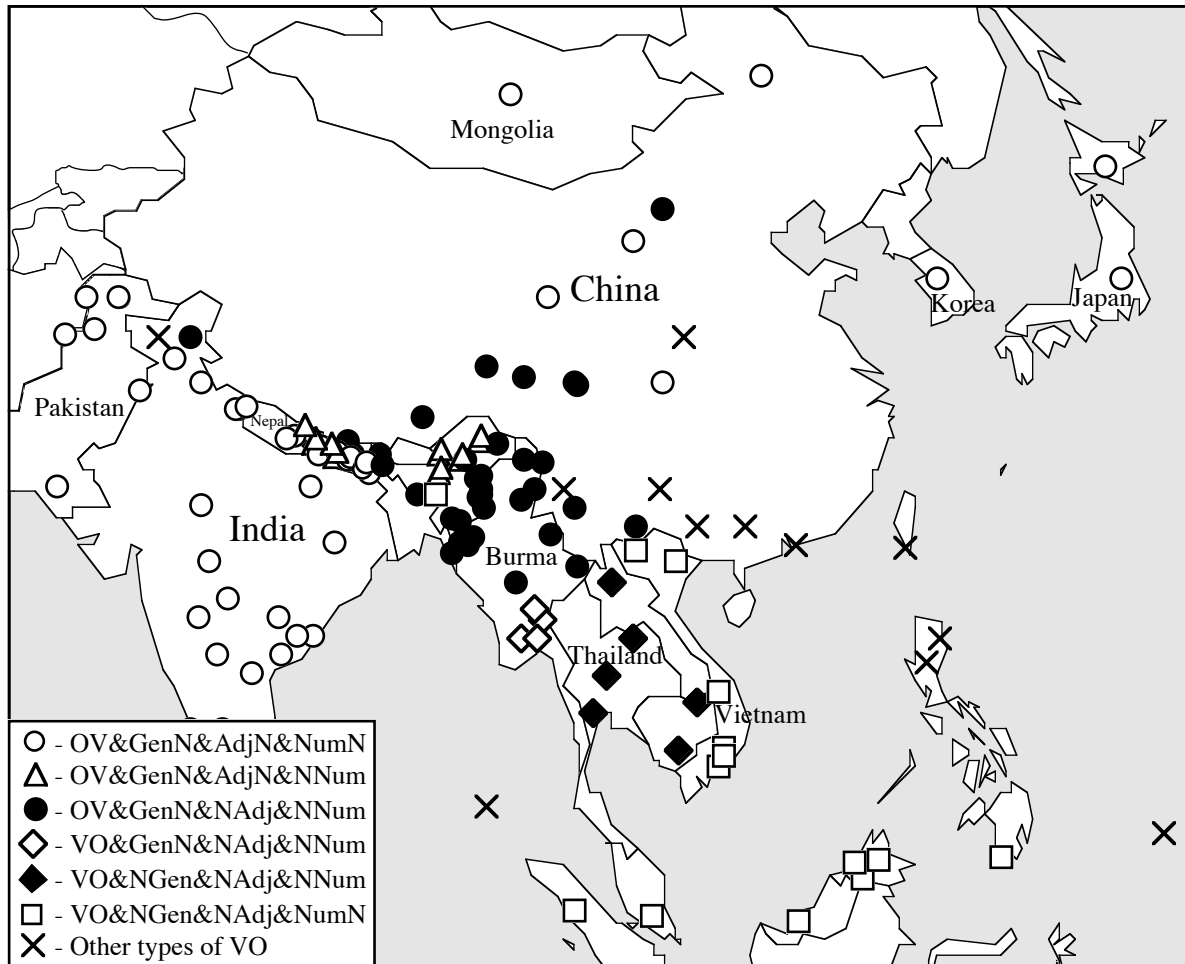 Mongolia
China
Korea
Japan
Pakistan
Nepal
India
Burma
Thailand
Vietnam
- OV&GenN&AdjN&NumN
- OV&GenN&AdjN&NNum
- OV&GenN&NAdj&NNum
- VO&GenN&NAdj&NNum
- VO&NGen&NAdj&NNum
- VO&NGen&NAdj&NumN
- Other types of VO